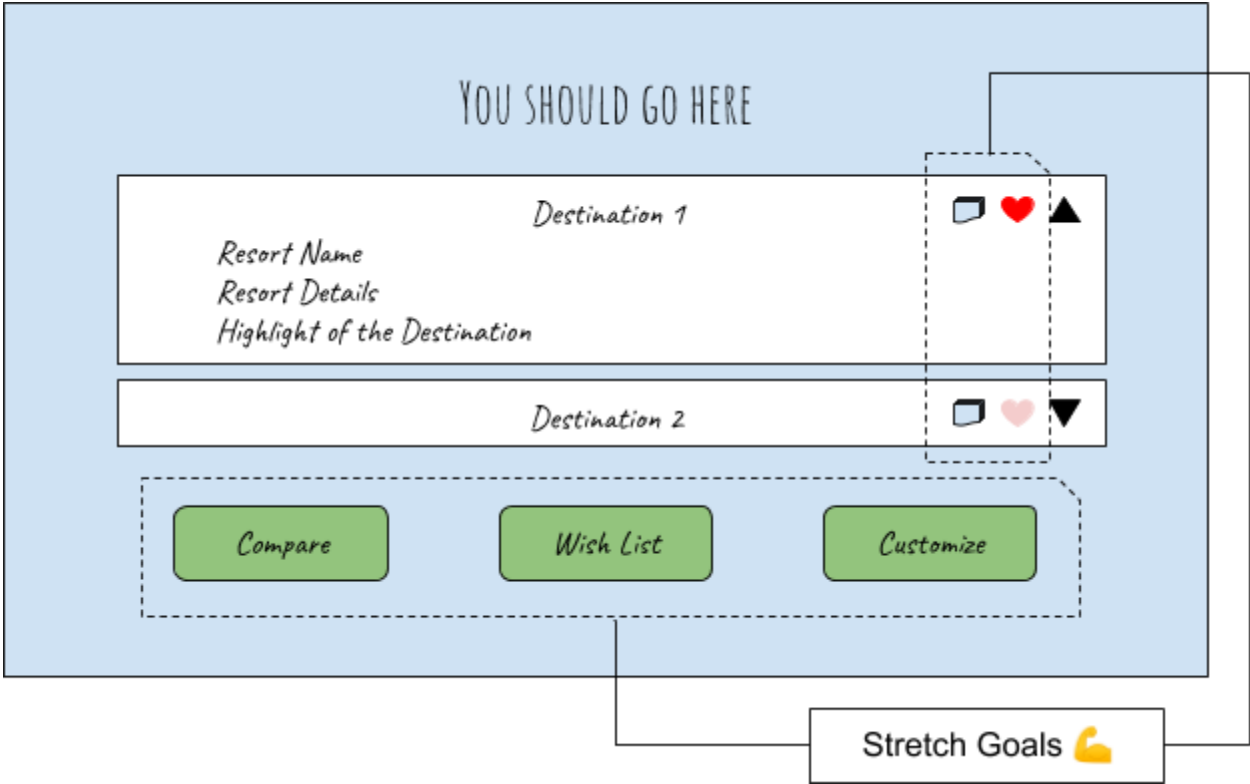 You should go here
Destination 1
Resort Name
Resort Details
Highlight of the Destination
Destination 2
Compare
Wish List
Customize
Stretch Goals 💪